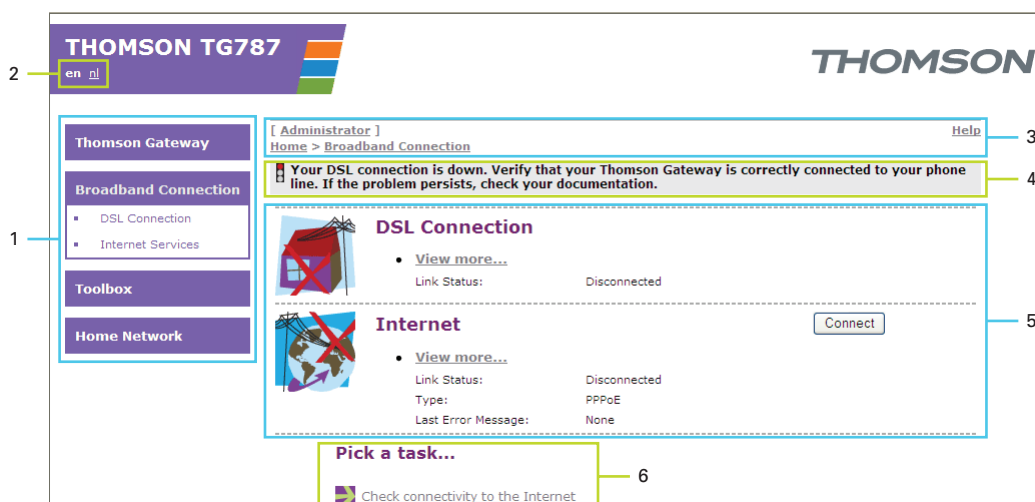 THOMSON TG787
en nl
2
THOMSON
Thomson Gateway
Broadband Connection
DSL Connection
Internet Services
Toolbox
Home Network
1
[ Administrator ]
Help
Home > Broadband Connection
3
Your DSL connection is down. Verify that your Thomson Gateway is correctly connected to your phone
line. If the problem persists, check your documentation.
4
DSL Connection
View more...
Link Status: Disconnected
Internet
Connect
5
View more...
Link Status: Disconnected
Type: PPPoE
Last Error Message: None
Pick a task...
6
Check connectivity to the Internet